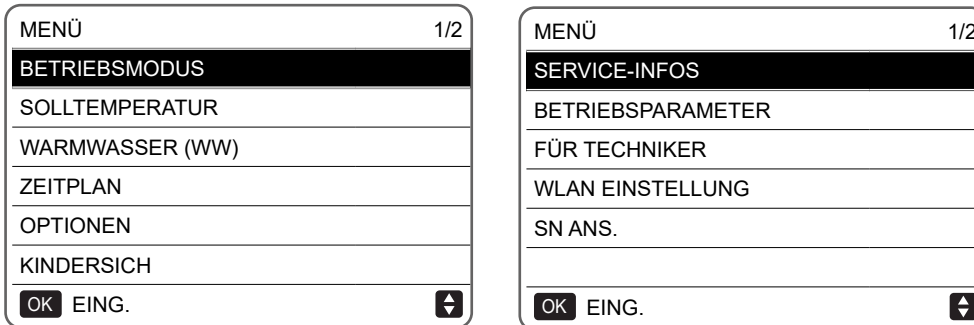 MENÜ 1/2
BETRIEBSMODUS
SOLLTEMPERATUR
WARMWASSER (WW)
ZEITPLAN
OPTIONEN
KINDERSICH
OK EING.
MENÜ 1/2
SERVICE-INFOS
BETRIEBSPARAMETER
FÜR TECHNIKER
WLAN EINSTELLUNG
SN ANS.
OK EING.